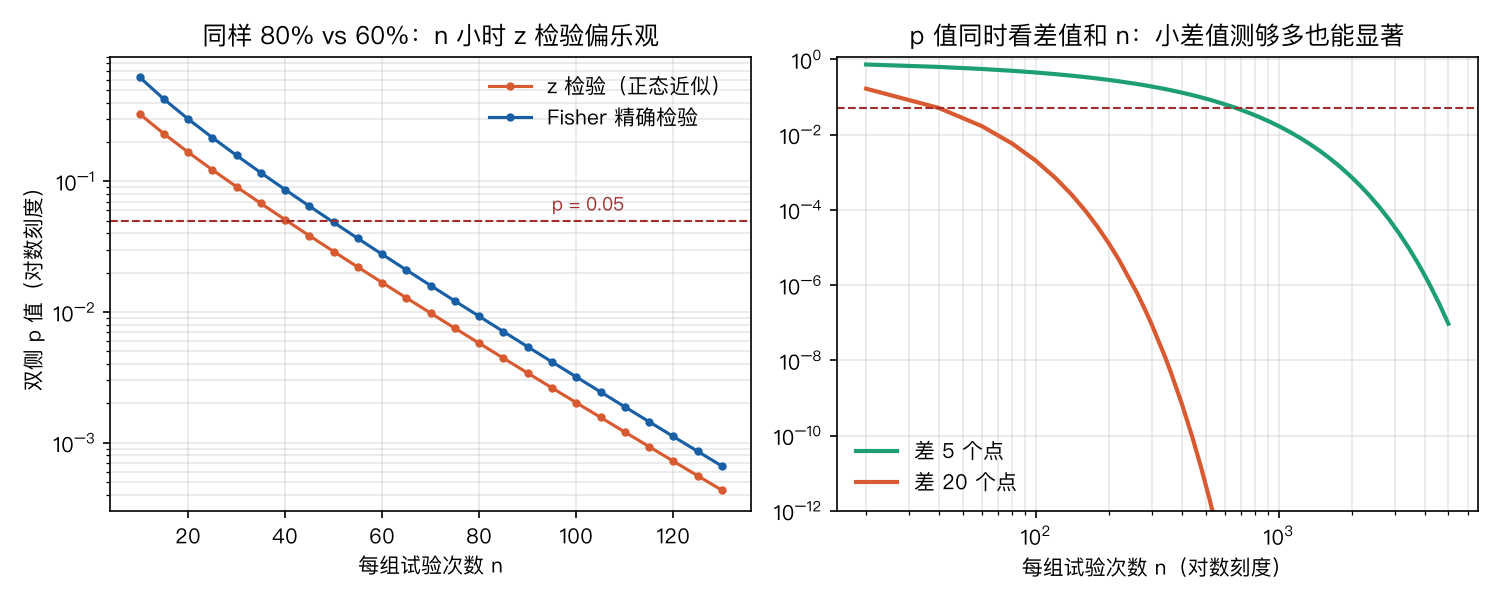 同样 80% vs 60%：n 小时 z 检验偏乐观
z 检验（正态近似）
Fisher 精确检验
p = 0.05
10⁻¹
10⁻²
10⁻³
双侧 p 值（对数刻度）
20 40 60 80 100 120
每组试验次数 n
p 值同时看差值和 n：小差值测够多也能显著
10⁰
10⁻²
10⁻⁴
10⁻⁶
10⁻⁸
10⁻¹⁰
10⁻¹²
差 5 个点
差 20 个点
10² 10³
每组试验次数 n（对数刻度）